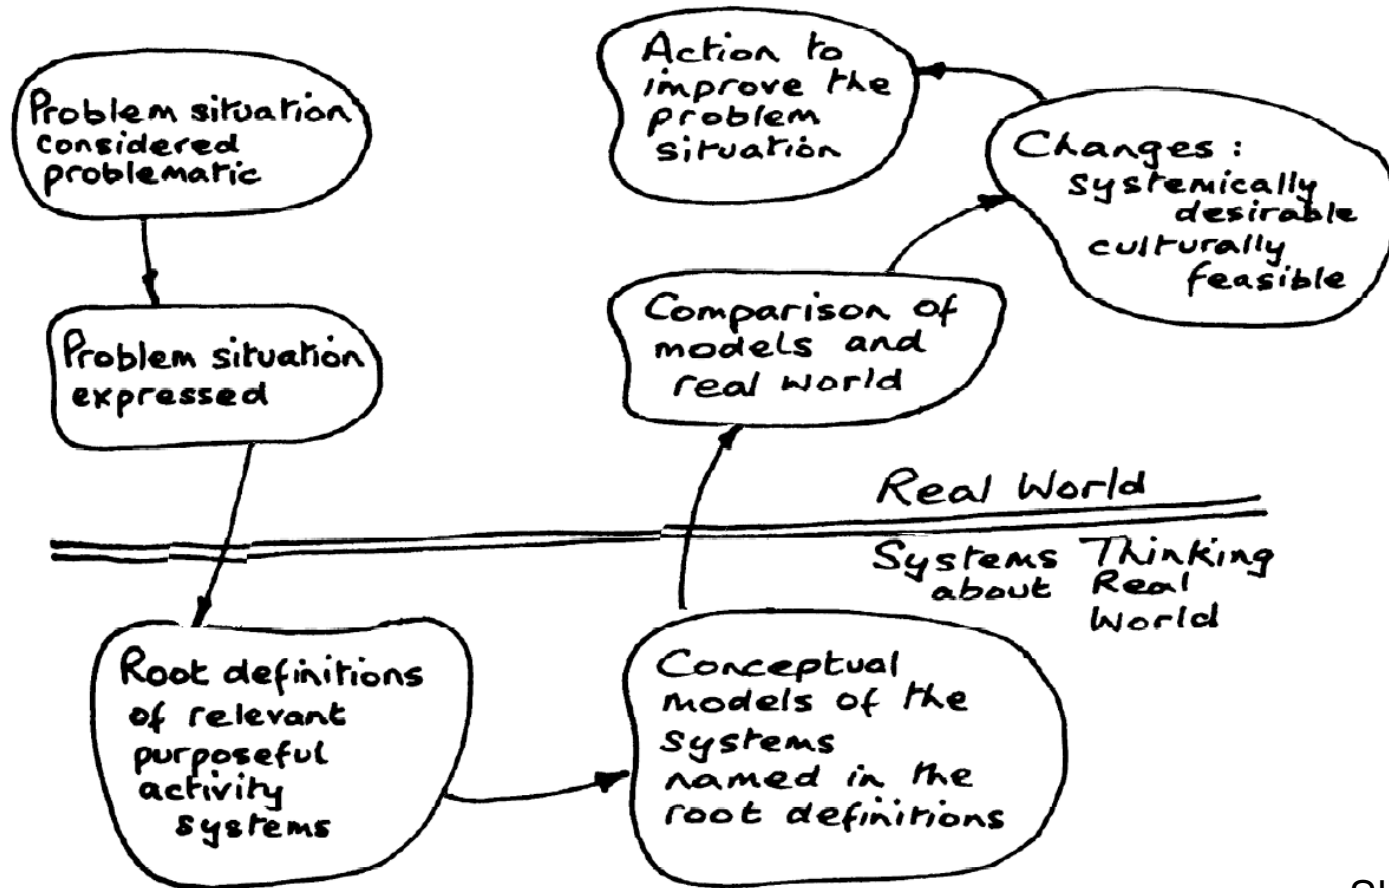 Problem situation
considered
problematic
Problem situation
expressed
Root definitions
of relevant
purposeful
activity
systems
Conceptual
models of the
systems
named in the
root definitions
Comparison of
models and
real world
Changes:
systemically
desirable
culturally
feasible
Action to
improve the
problem
situation
Real World
Systems Thinking
about Real
World